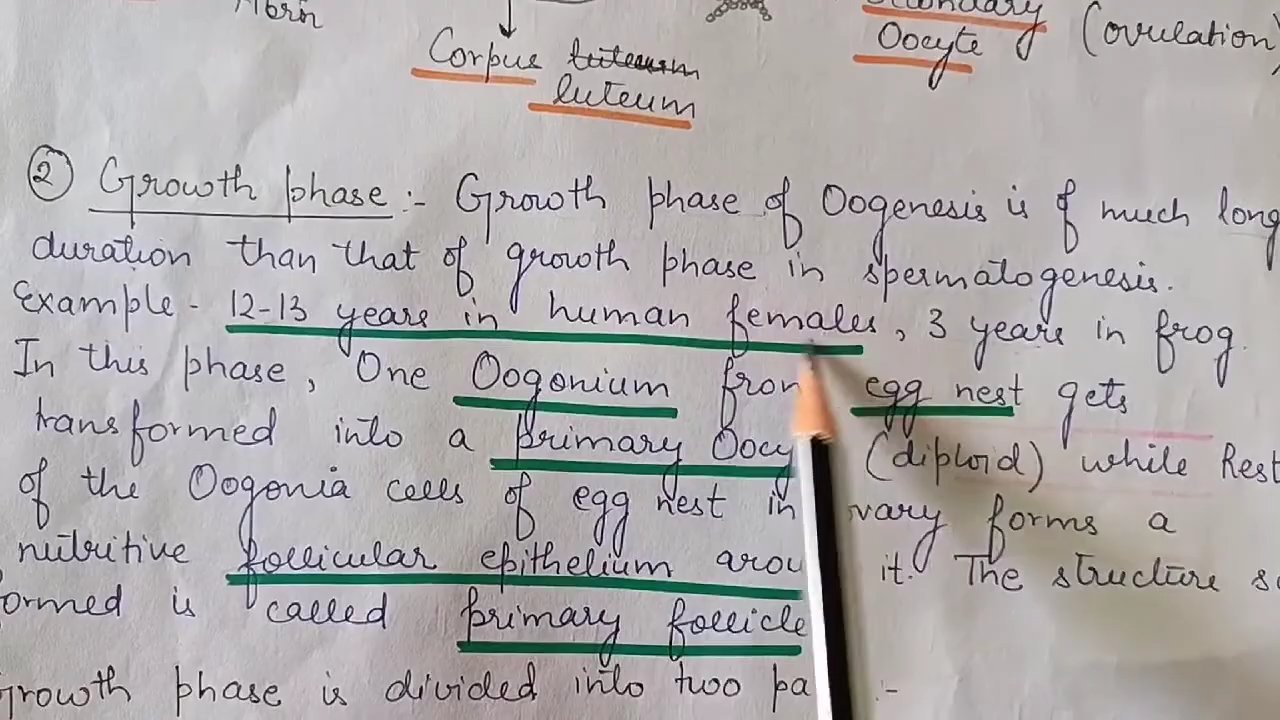 Corpus luteum
luteum
Secondary
Oocyte (ovulation)
② Growth phase :- Growth phase of Oogenesis is of much long
duration than that of growth phase in spermatogenesis.
Example - 12-13 years in human females, 3 years in frog.
In this phase, One Oogonium from egg nest gets
transformed into a primary Oocy (diploid) while Rest
of the Oogonia cells of egg nest in vary forms a
nutritive follicular epithelium arou it. The structure s
ormed is called primary follicle
Growth phase is divided into two pa :-